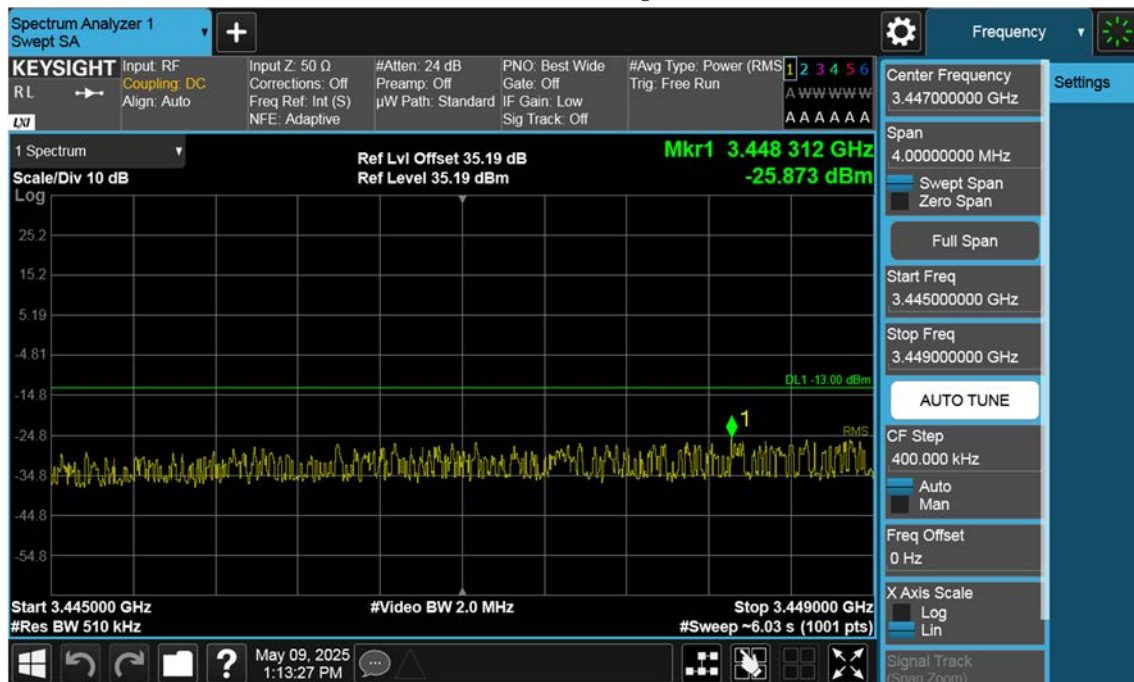 Spectrum Analyzer 1
Swept SA
Frequency
KEYSIGHT
RL
LXI
Input: RF
Coupling: DC
Align: Auto
Input Z: 50 Ω
Corrections: Off
Freq Ref: Int (S)
NFE: Adaptive
#Atten: 24 dB
Preamp: Off
µW Path: Standard
PNO: Best Wide
Gate: Off
IF Gain: Low
Sig Track: Off
#Avg Type: Power (RMS
Trig: Free Run
1 2 3 4 5 6
A W W W W W
A A A A A A
1 Spectrum
Scale/Div 10 dB
Ref Lvl Offset 35.19 dB
Ref Level 35.19 dBm
Mkr1 3.448 312 GHz
-25.873 dBm
Log
25.2
15.2
5.19
-4.81
-14.8
-24.8
-34.8
-44.8
-54.8
DL1 -13.00 dBm
1
RMS
Start 3.445000 GHz
#Res BW 510 kHz
#Video BW 2.0 MHz
Stop 3.449000 GHz
#Sweep ~6.03 s (1001 pts)
Center Frequency
3.447000000 GHz
Settings
Span
4.00000000 MHz
Swept Span
Zero Span
Full Span
Start Freq
3.445000000 GHz
Stop Freq
3.449000000 GHz
AUTO TUNE
CF Step
400.000 kHz
Auto
Man
Freq Offset
0 Hz
X Axis Scale
Log
Lin
Signal Track
(Span Zoom)
?
May 09, 2025
1:13:27 PM